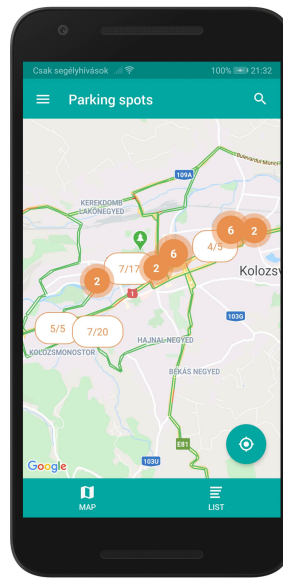 Csak segélyhívások
100% 21:32
Parking spots
109A
KEREKDOMB
LAKÓNEGYED
6
2
4/5
6
7/17
2
2
Kolozsv
1
5/5
7/20
103G
HAJNAL-NEGYED
KOLOZSMONOSTOR
BÉKÁS NEGYED
E81
Google
103U
MAP
LIST